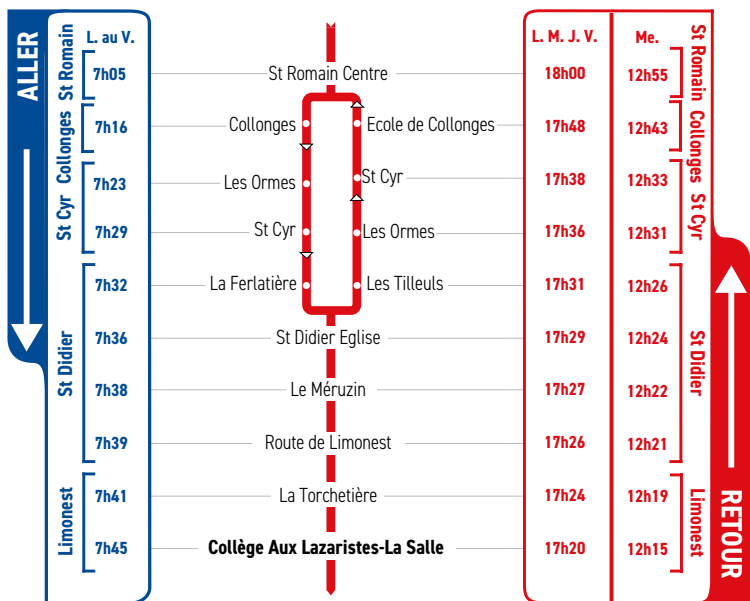 ALLER
L. au V.
L. M. J. V.
Me.
St Romain
7h05
St Romain Centre
18h00
12h55
St Romain
Collonges
7h16
Collonges
Ecole de Collonges
17h48
12h43
Collonges
St Cyr
7h23
Les Ormes
St Cyr
17h38
12h33
St Cyr
7h29
St Cyr
Les Ormes
17h36
12h31
St Didier
7h32
La Ferlatière
Les Tilleuls
17h31
12h26
St Didier
7h36
St Didier Eglise
17h29
12h24
7h38
Le Méruzin
17h27
12h22
7h39
Route de Limonest
17h26
12h21
Limonest
7h41
La Torchetière
17h24
12h19
Limonest
7h45
Collège Aux Lazaristes-La Salle
17h20
12h15
RETOUR